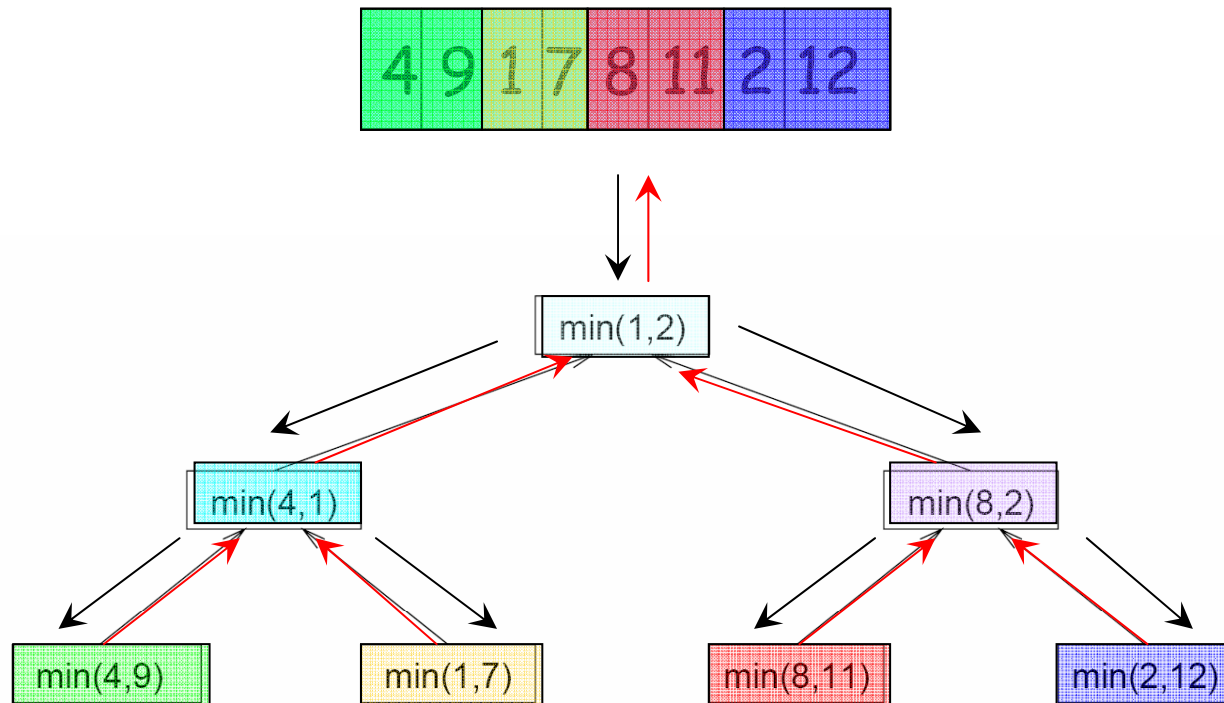 4 9 1 7 8 11 2 12
min(1,2)
min(4,1) min(8,2)
min(4,9) min(1,7) min(8,11) min(2,12)